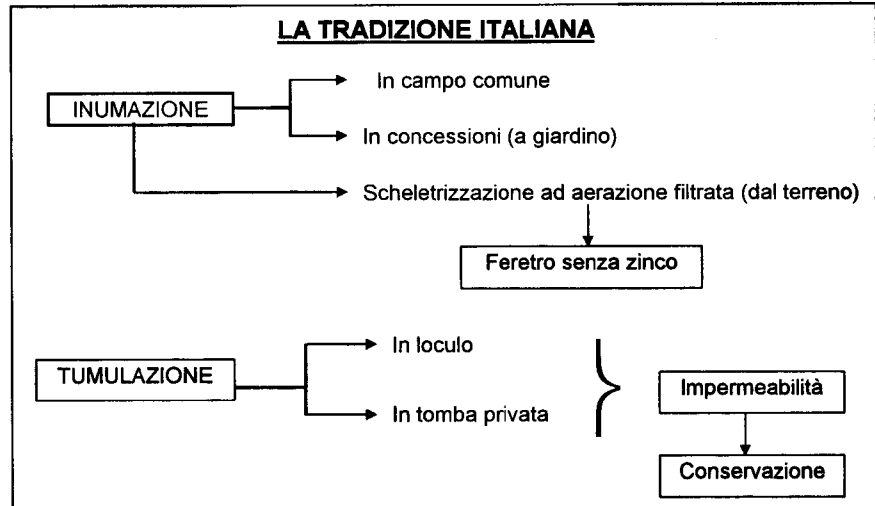 LA TRADIZIONE ITALIANA
In campo comune
INUMAZIONE
In concessioni (a giardino)
Scheletrizzazione ad aerazione filtrata (dal terreno)
Feretro senza zinco
In loculo
TUMULAZIONE
Impermeabilità
In tomba privata
Conservazione